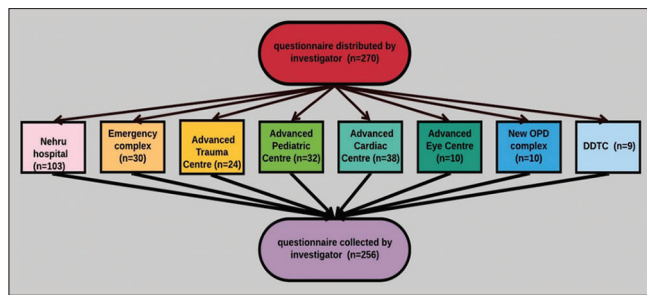 questionnaire distributed by
investigator (n=270)
Nehru
hospital
(n=103)
Emergency
complex
(n=30)
Advanced
Trauma
Centre (n=24)
Advanced
Pediatric
Centre (n=32)
Advanced
Cardiac
Centre (n=38)
Advanced
Eye Centre
(n=10)
New OPD
complex
(n=10)
DDTC (n=9)
questionnaire collected by
investigator (n=256)